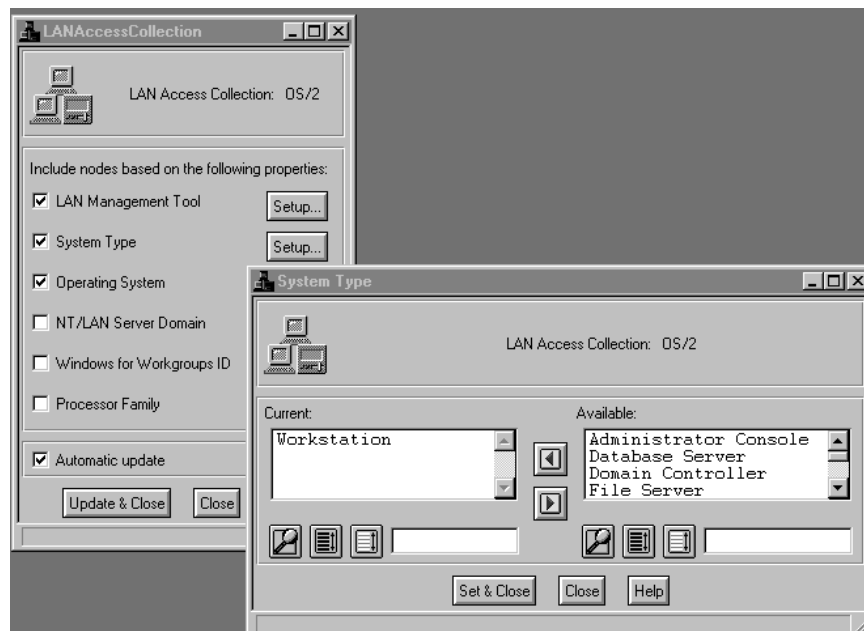 LANAccessCollection
LAN Access Collection: OS/2
Include nodes based on the following properties:
LAN Management Tool
Setup...
System Type
Setup...
Operating System
NT/LAN Server Domain
Windows for Workgroups ID
Processor Family
Automatic update
Update & Close
Close
System Type
LAN Access Collection: OS/2
Current:
Workstation
Available:
Administrator Console
Database Server
Domain Controller
File Server
Set & Close
Close
Help